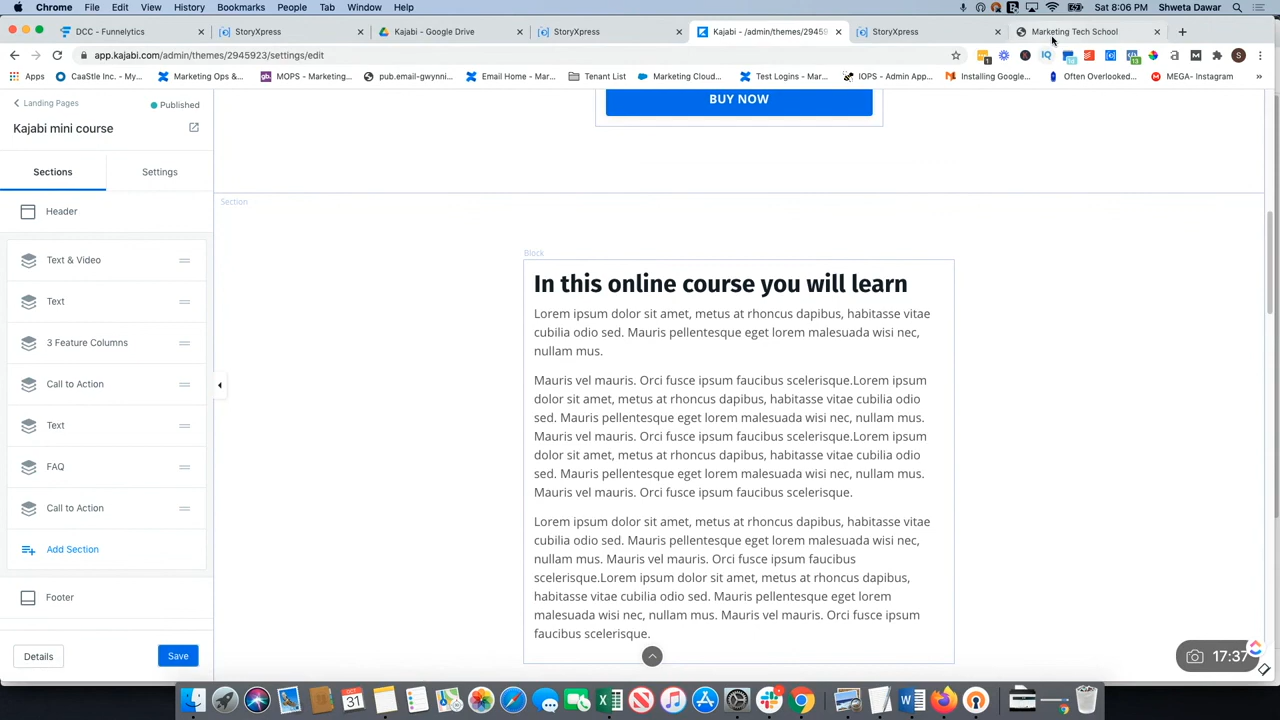 Chrome File Edit View History Bookmarks People Tab Window Help Sat 8:06 PM Shweta Dawar
DCC - Funnelytics StoryXpress Kajabi - Google Drive StoryXpress Kajabi - /admin/themes/29459 StoryXpress Marketing Tech School
app.kajabi.com/admin/themes/2945923/settings/edit
Apps CaaStle Inc. - My... Marketing Ops &... MOPS - Marketing... pub.email-gwynni... Email Home - Mar... Tenant List Marketing Cloud... Test Logins - Mar... IOPS - Admin App... Installing Google... Often Overlooked... MEGA- Instagram »
Landing Pages Published
Kajabi mini course
Sections Settings
Header
Text & Video
Text
3 Feature Columns
Call to Action
Text
FAQ
Call to Action
Add Section
Footer
Details Save
BUY NOW
Section
Block
In this online course you will learn
Lorem ipsum dolor sit amet, metus at rhoncus dapibus, habitasse vitae
cubilia odio sed. Mauris pellentesque eget lorem malesuada wisi nec,
nullam mus.
Mauris vel mauris. Orci fusce ipsum faucibus scelerisque.Lorem ipsum
dolor sit amet, metus at rhoncus dapibus, habitasse vitae cubilia odio
sed. Mauris pellentesque eget lorem malesuada wisi nec, nullam mus.
Mauris vel mauris. Orci fusce ipsum faucibus scelerisque.Lorem ipsum
dolor sit amet, metus at rhoncus dapibus, habitasse vitae cubilia odio
sed. Mauris pellentesque eget lorem malesuada wisi nec, nullam mus.
Mauris vel mauris. Orci fusce ipsum faucibus scelerisque.
Lorem ipsum dolor sit amet, metus at rhoncus dapibus, habitasse vitae
cubilia odio sed. Mauris pellentesque eget lorem malesuada wisi nec,
nullam mus. Mauris vel mauris. Orci fusce ipsum faucibus
scelerisque.Lorem ipsum dolor sit amet, metus at rhoncus dapibus,
habitasse vitae cubilia odio sed. Mauris pellentesque eget lorem
malesuada wisi nec, nullam mus. Mauris vel mauris. Orci fusce ipsum
faucibus scelerisque.
17:37